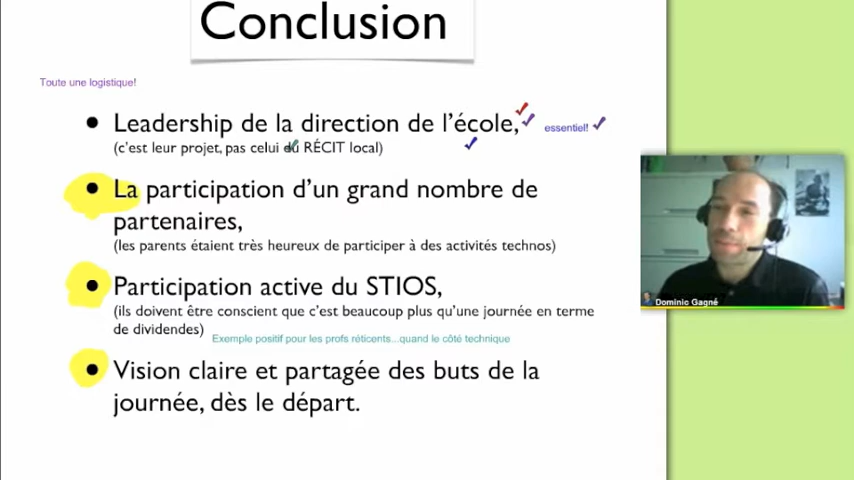 Conclusion
Toute une logistique!
Leadership de la direction de l'école,
essentiel!
(c'est leur projet, pas celui du RÉCIT local)
La participation d'un grand nombre de
partenaires,
(les parents étaient très heureux de participer à des activités technos)
Participation active du STIOS,
(ils doivent être conscient que c'est beaucoup plus qu'une journée en terme
de dividendes)
Exemple positif pour les profs réticents...quand le côté technique
Vision claire et partagée des buts de la
journée, dès le départ.
Dominic Gagné